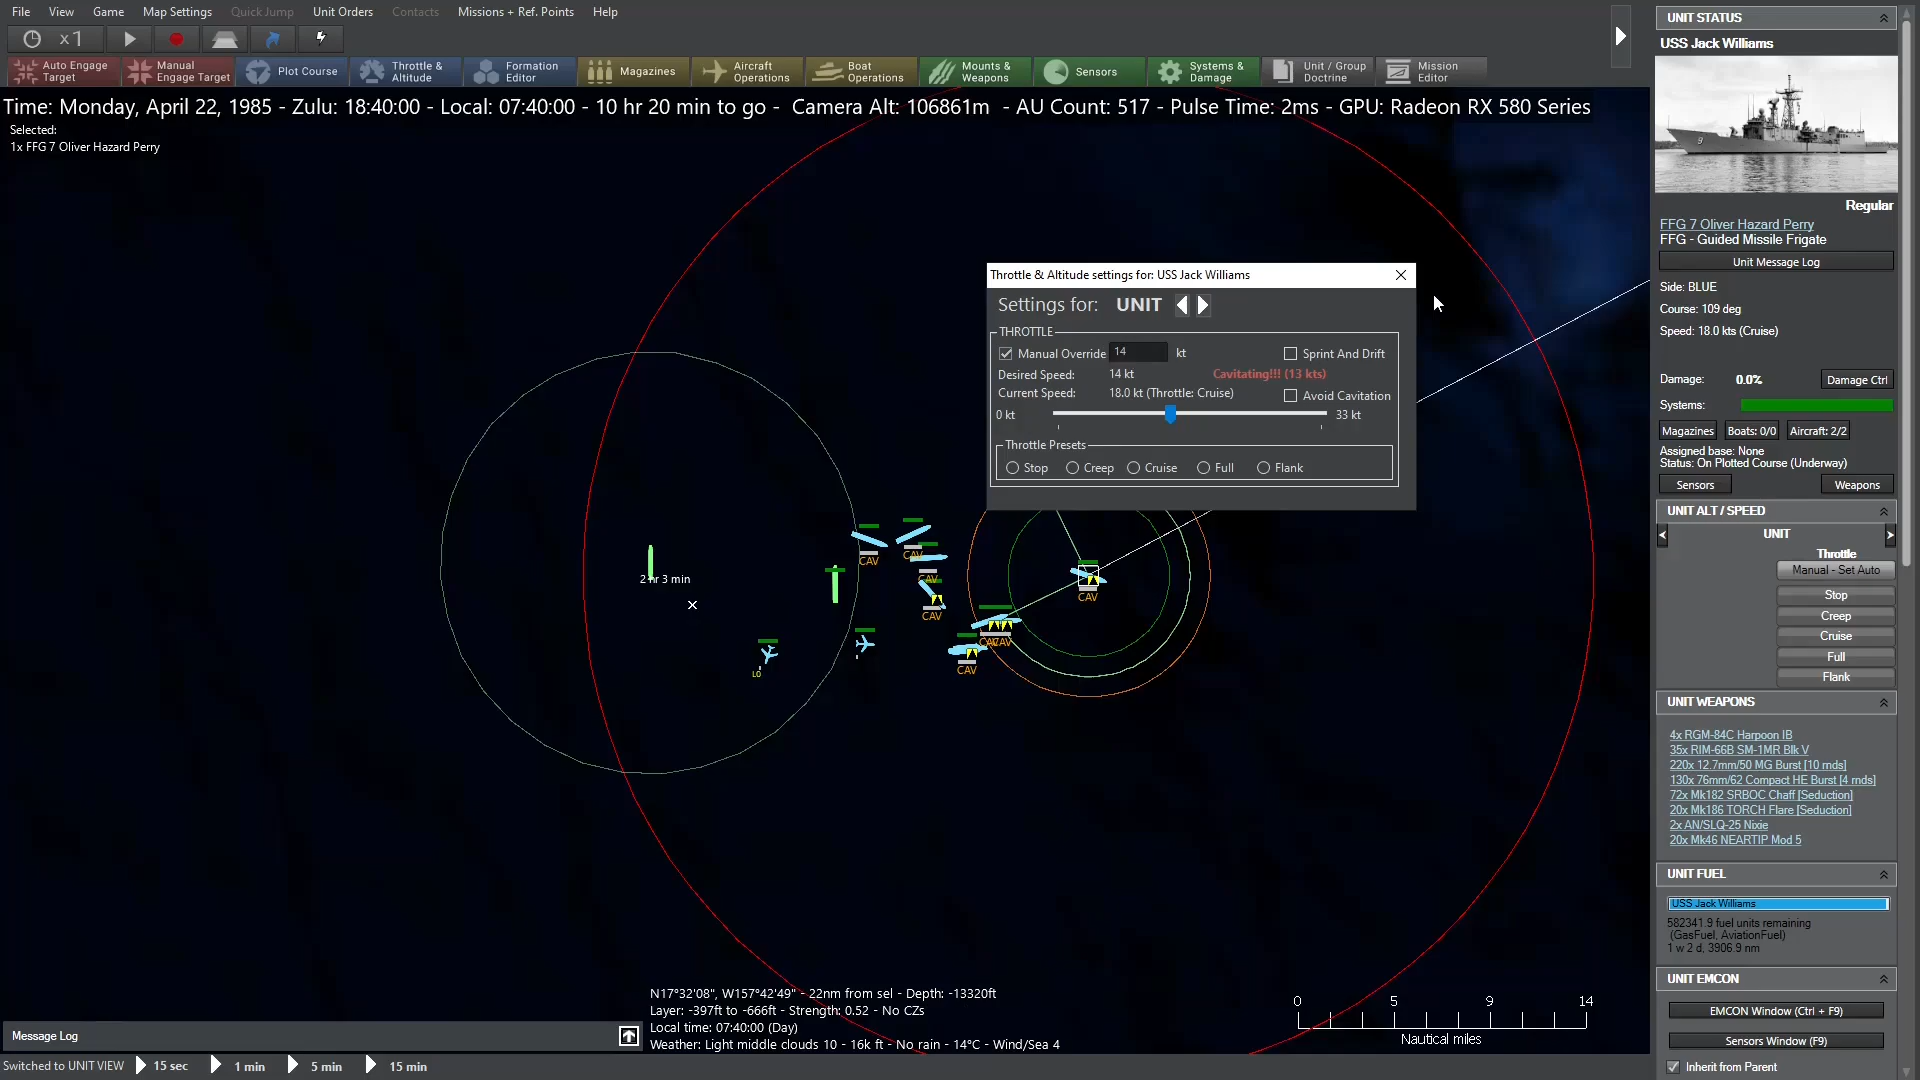 File View Game Map Settings Quick Jump Unit Orders Contacts Missions + Ref. Points Help
x1
Auto Engage Target
Manual Engage Target
Plot Course
Throttle & Altitude
Formation Editor
Magazines
Aircraft Operations
Boat Operations
Mounts & Weapons
Sensors
Systems & Damage
Unit / Group Doctrine
Mission Editor
Time: Monday, April 22, 1985 - Zulu: 18:40:00 - Local: 07:40:00 - 10 hr 20 min to go - Camera Alt: 106861m - AU Count: 517 - Pulse Time: 2ms - GPU: Radeon RX 580 Series
Selected:
1x FFG 7 Oliver Hazard Perry
Throttle & Altitude settings for: USS Jack Williams
Settings for: UNIT
THROTTLE
Manual Override 14 kt Sprint And Drift
Desired Speed: 14 kt Cavitating!!! (13 kts)
Current Speed: 18.0 kt (Throttle: Cruise) Avoid Cavitation
0 kt 33 kt
Throttle Presets
Stop Creep Cruise Full Flank
2 hr 3 min
LO
CAV
CAV
CAV
CAV
CAV
CAV
CAV
N17°32'08", W157°42'49" - 22nm from sel - Depth: -13320ft
Layer: -397ft to -666ft - Strength: 0.52 - No CZs
Local time: 07:40:00 (Day)
Weather: Light middle clouds 10 - 16k ft - No rain - 14°C - Wind/Sea 4
0 5 9 14
Nautical miles
Message Log
Switched to UNIT VIEW 15 sec 1 min 5 min 15 min
UNIT STATUS
USS Jack Williams
9
Regular
FFG 7 Oliver Hazard Perry
FFG - Guided Missile Frigate
Unit Message Log
Side: BLUE
Course: 109 deg
Speed: 18.0 kts (Cruise)
Damage: 0.0% Damage Ctrl
Systems:
Magazines Boats: 0/0 Aircraft: 2/2
Assigned base: None
Status: On Plotted Course (Underway)
Sensors Weapons
UNIT ALT / SPEED
UNIT
Throttle
Manual - Set Auto
Stop
Creep
Cruise
Full
Flank
UNIT WEAPONS
4x RGM-84C Harpoon IB
35x RIM-66B SM-1MR Blk V
220x 12.7mm/50 MG Burst [10 rnds]
130x 76mm/62 Compact HE Burst [4 rnds]
72x Mk182 SRBOC Chaff [Seduction]
20x Mk186 TORCH Flare [Seduction]
2x AN/SLQ-25 Nixie
20x Mk46 NEARTIP Mod 5
UNIT FUEL
USS Jack Williams
582341.9 fuel units remaining
(GasFuel, AviationFuel)
1 w 2 d, 3906.9 nm
UNIT EMCON
EMCON Window (Ctrl + F9)
Sensors Window (F9)
Inherit from Parent